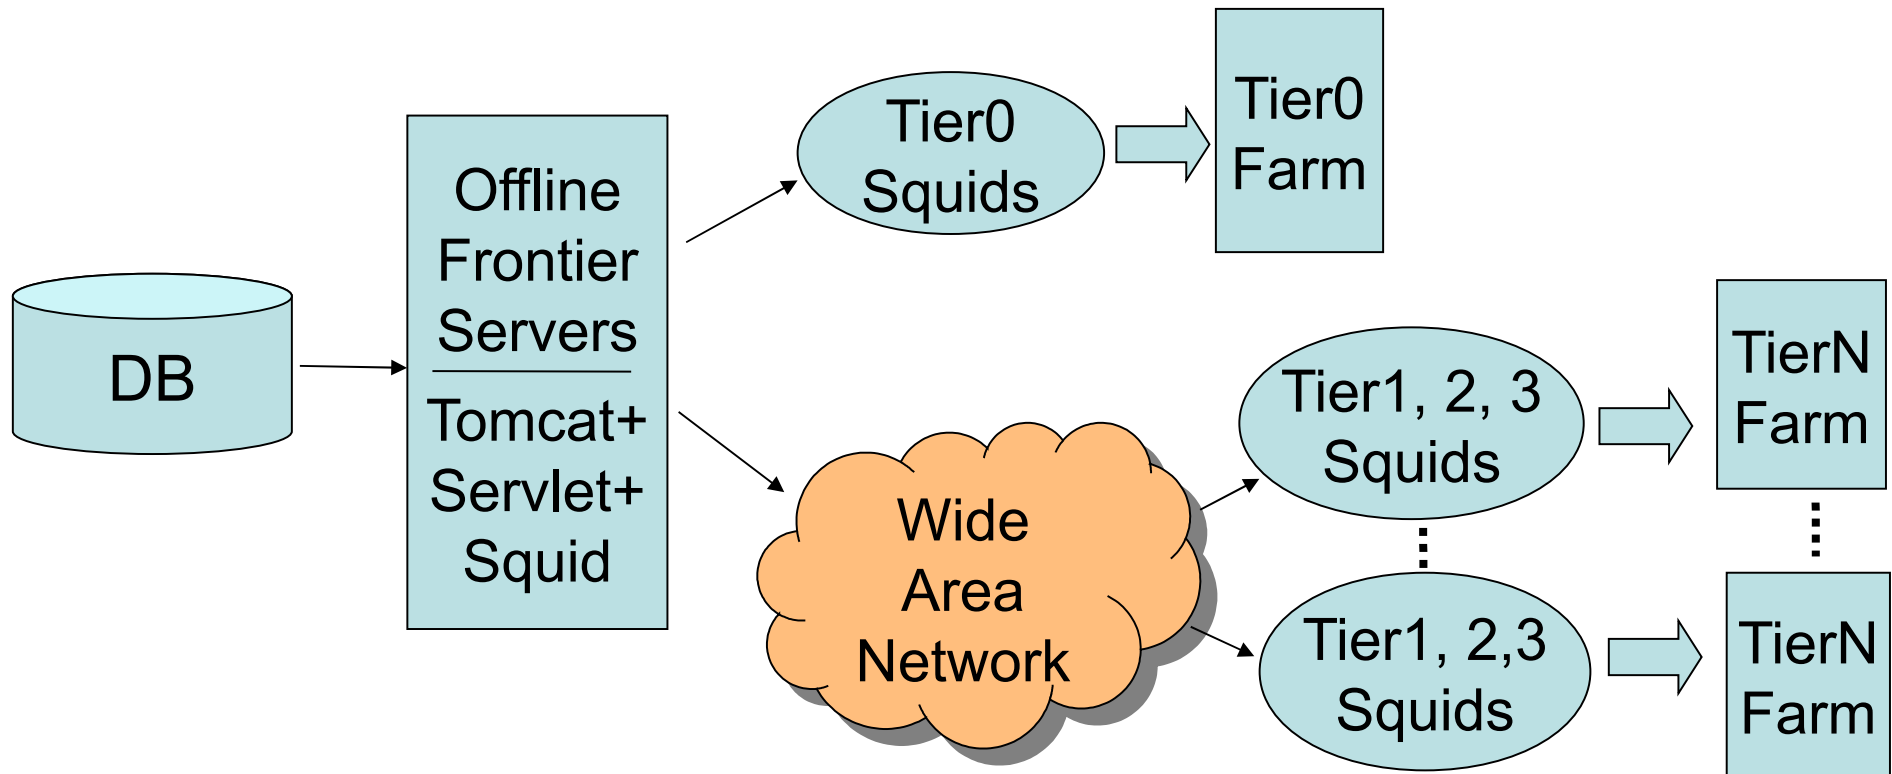 DB
Offline
Frontier
Servers
Tomcat+
Servlet+
Squid
Tier0
Squids
Tier0
Farm
Wide
Area
Network
Tier1, 2, 3
Squids
TierN
Farm
Tier1, 2,3
Squids
TierN
Farm